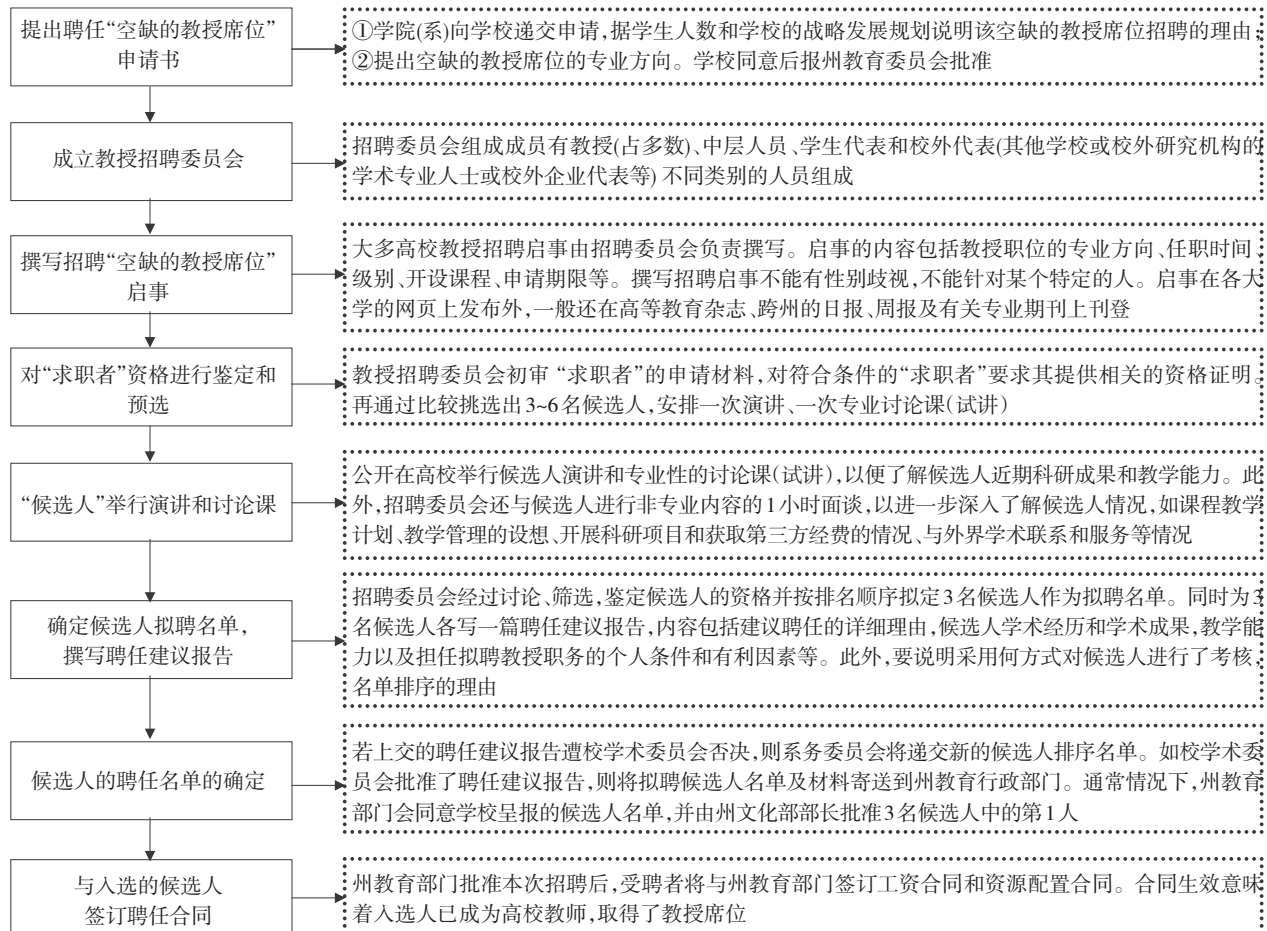 提出聘任“空缺的教授席位”
申请书
①学院(系)向学校递交申请,据学生人数和学校的战略发展规划说明该空缺的教授席位招聘的理由;
②提出空缺的教授席位的专业方向。学校同意后报州教育委员会批准
成立教授招聘委员会
招聘委员会组成成员有教授(占多数)、中层人员、学生代表和校外代表(其他学校或校外研究机构的
学术专业人士或校外企业代表等) 不同类别的人员组成
撰写招聘“空缺的教授席位”
启事
大多高校教授招聘启事由招聘委员会负责撰写。启事的内容包括教授职位的专业方向、任职时间、
级别、开设课程、申请期限等。撰写招聘启事不能有性别歧视,不能针对某个特定的人。启事在各大
学的网页上发布外,一般还在高等教育杂志、跨州的日报、周报及有关专业期刊上刊登
对“求职者”资格进行鉴定和
预选
教授招聘委员会初审 “求职者”的申请材料,对符合条件的“求职者”要求其提供相关的资格证明。
再通过比较挑选出3~6名候选人,安排一次演讲、一次专业讨论课(试讲)
“候选人”举行演讲和讨论课
公开在高校举行候选人演讲和专业性的讨论课(试讲),以便了解候选人近期科研成果和教学能力。此
外,招聘委员会还与候选人进行非专业内容的1小时面谈,以进一步深入了解候选人情况,如课程教学
计划、教学管理的设想、开展科研项目和获取第三方经费的情况、与外界学术联系和服务等情况
确定候选人拟聘名单,
撰写聘任建议报告
招聘委员会经过讨论、筛选,鉴定候选人的资格并按排名顺序拟定3名候选人作为拟聘名单。同时为3
名候选人各写一篇聘任建议报告,内容包括建议聘任的详细理由,候选人学术经历和学术成果,教学能
力以及担任拟聘教授职务的个人条件和有利因素等。此外,要说明采用何方式对候选人进行了考核,
名单排序的理由
候选人的聘任名单的确定
若上交的聘任建议报告遭校学术委员会否决,则系务委员会将递交新的候选人排序名单。如校学术委
员会批准了聘任建议报告,则将拟聘候选人名单及材料寄送到州教育行政部门。通常情况下,州教育
部门会同意学校呈报的候选人名单,并由州文化部部长批准3名候选人中的第1人
与入选的候选人
签订聘任合同
州教育部门批准本次招聘后,受聘者将与州教育部门签订工资合同和资源配置合同。合同生效意味
着入选人已成为高校教师,取得了教授席位